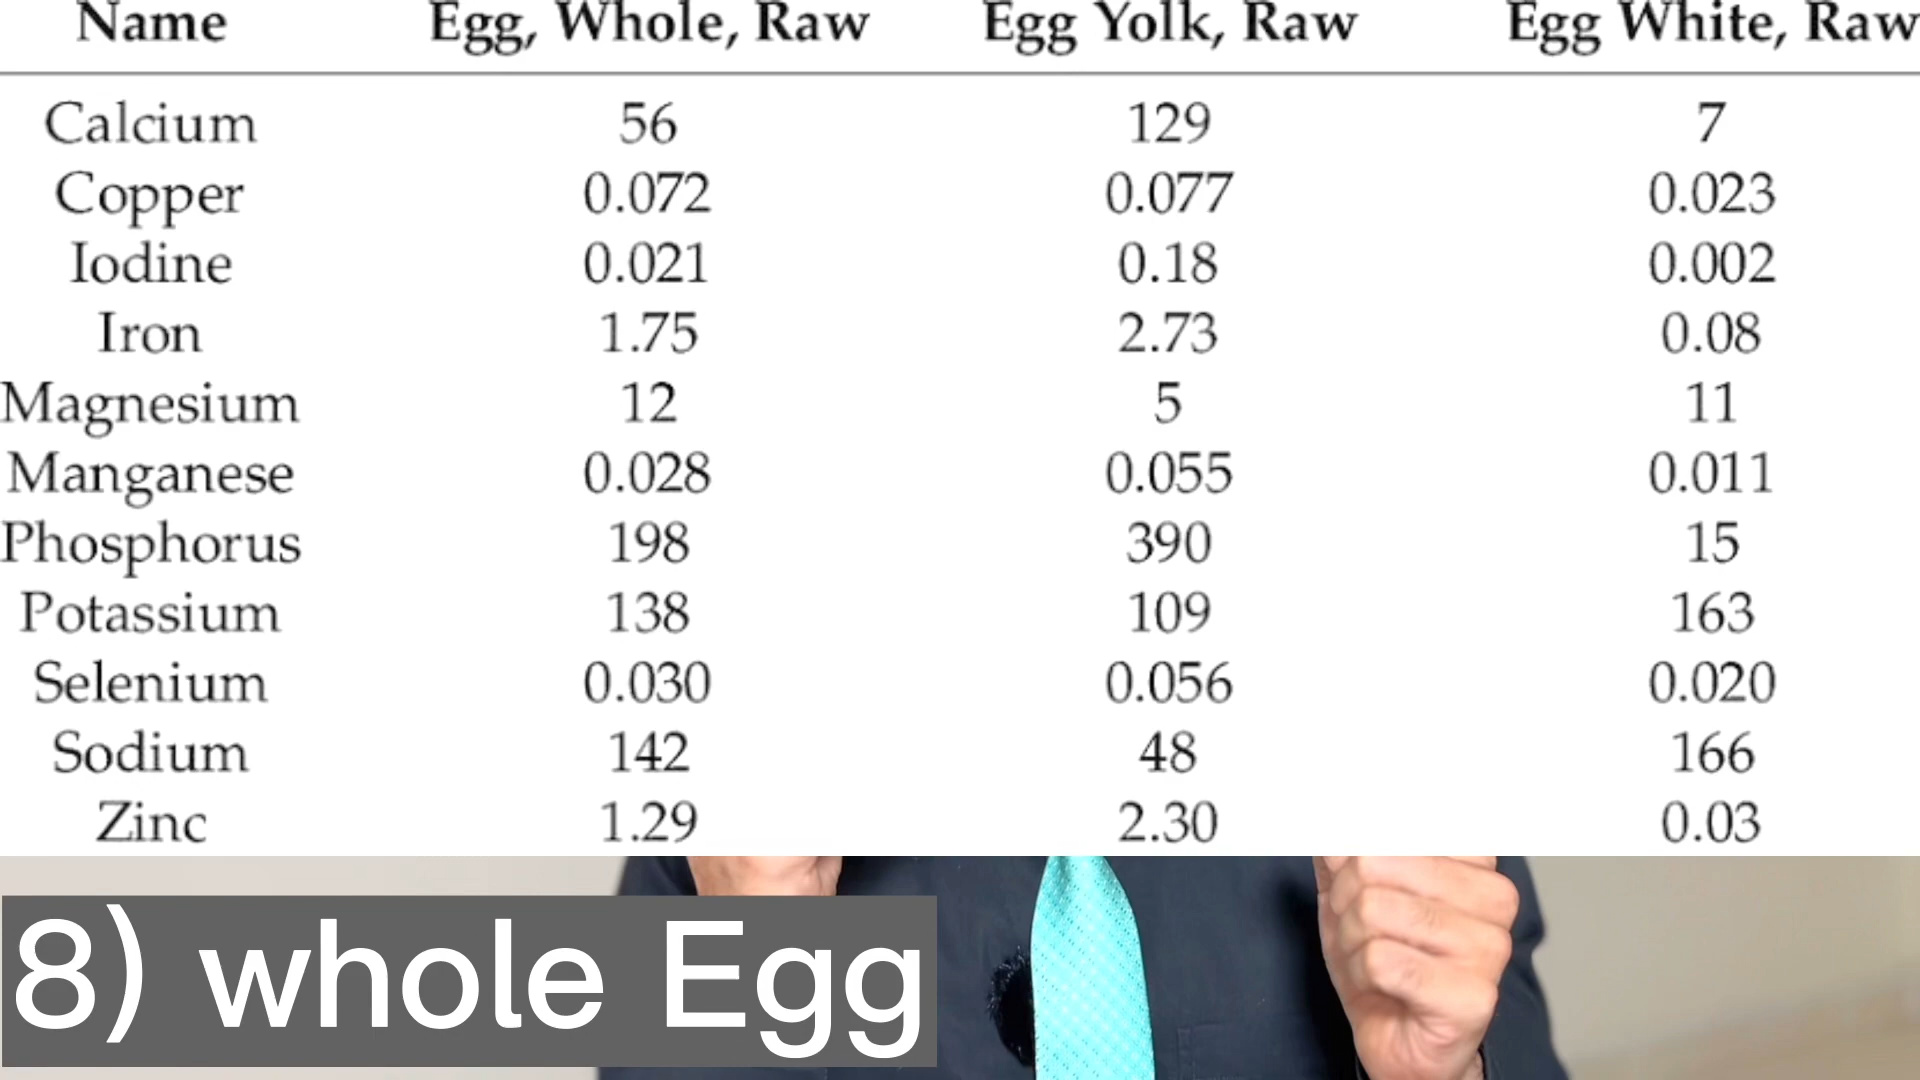 Name Egg, Whole, Raw Egg Yolk, Raw Egg White, Raw
Calcium 56 129 7
Copper 0.072 0.077 0.023
Iodine 0.021 0.18 0.002
Iron 1.75 2.73 0.08
Magnesium 12 5 11
Manganese 0.028 0.055 0.011
Phosphorus 198 390 15
Potassium 138 109 163
Selenium 0.030 0.056 0.020
Sodium 142 48 166
Zinc 1.29 2.30 0.03
8) whole Egg